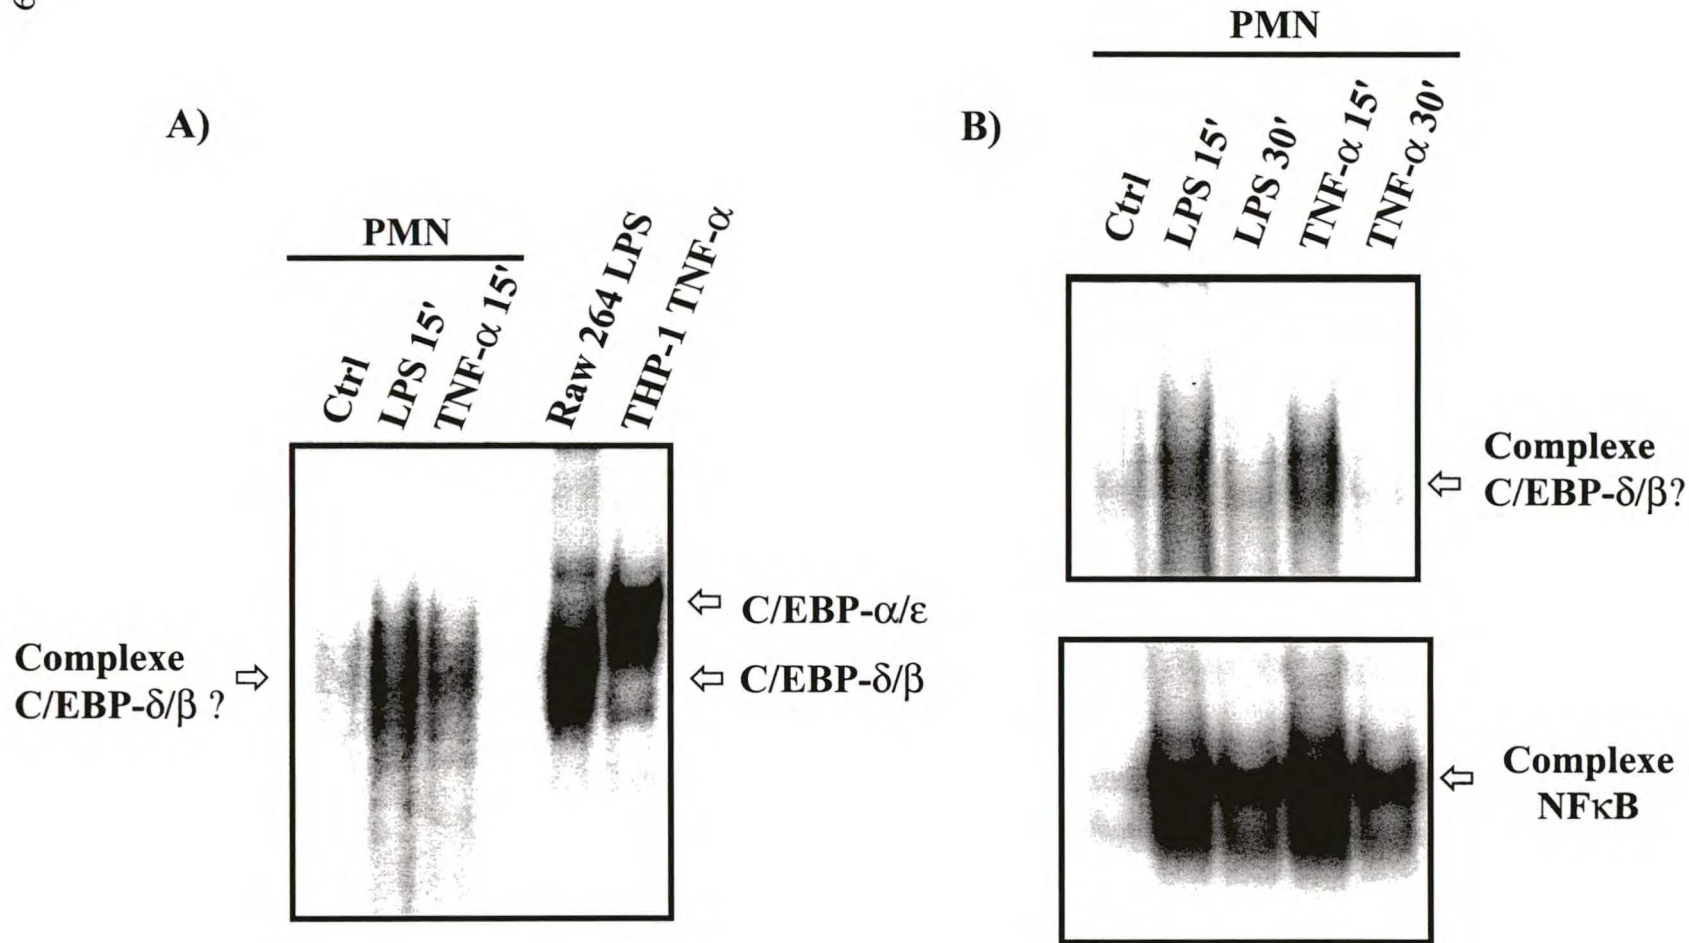 6
A)
PMN
Ctrl
LPS 15'
TNF-α 15'
Raw 264 LPS
THP-1 TNF-α
Complexe
C/EBP-δ/β ?
C/EBP-α/ε
C/EBP-δ/β
B)
PMN
Ctrl
LPS 15'
LPS 30'
TNF-α 15'
TNF-α 30'
Complexe
C/EBP-δ/β?
Complexe
NFκB